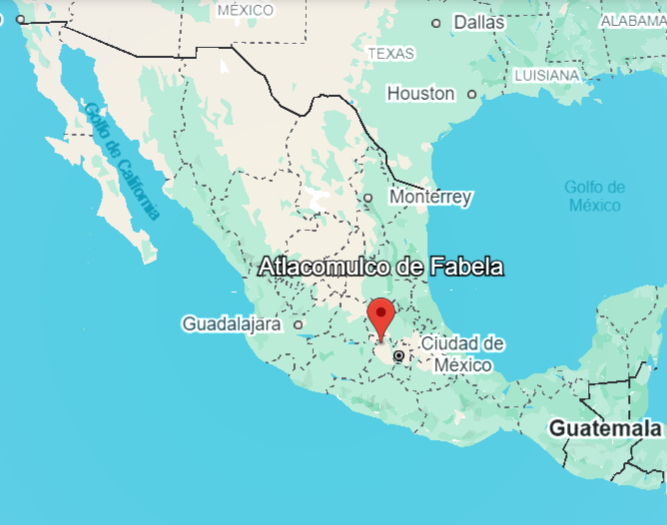 MÉXICO
Dallas
ALABAMA
TEXAS
LUISIANA
Houston
Golfo de California
Golfo de
México
Monterrey
Atlacomulco de Fabela
Guadalajara
Ciudad de
México
Guatemala